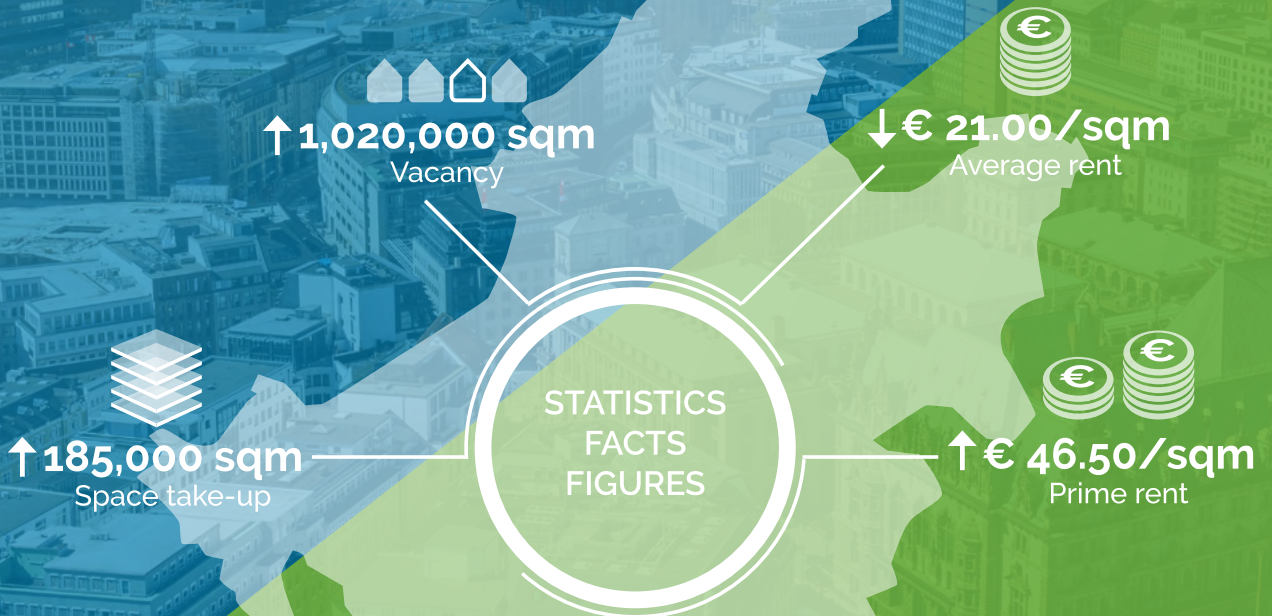 1,020,000 sqm
Vacancy
€ 21.00/sqm
Average rent
STATISTICS
FACTS
FIGURES
185,000 sqm
Space take-up
€ 46.50/sqm
Prime rent